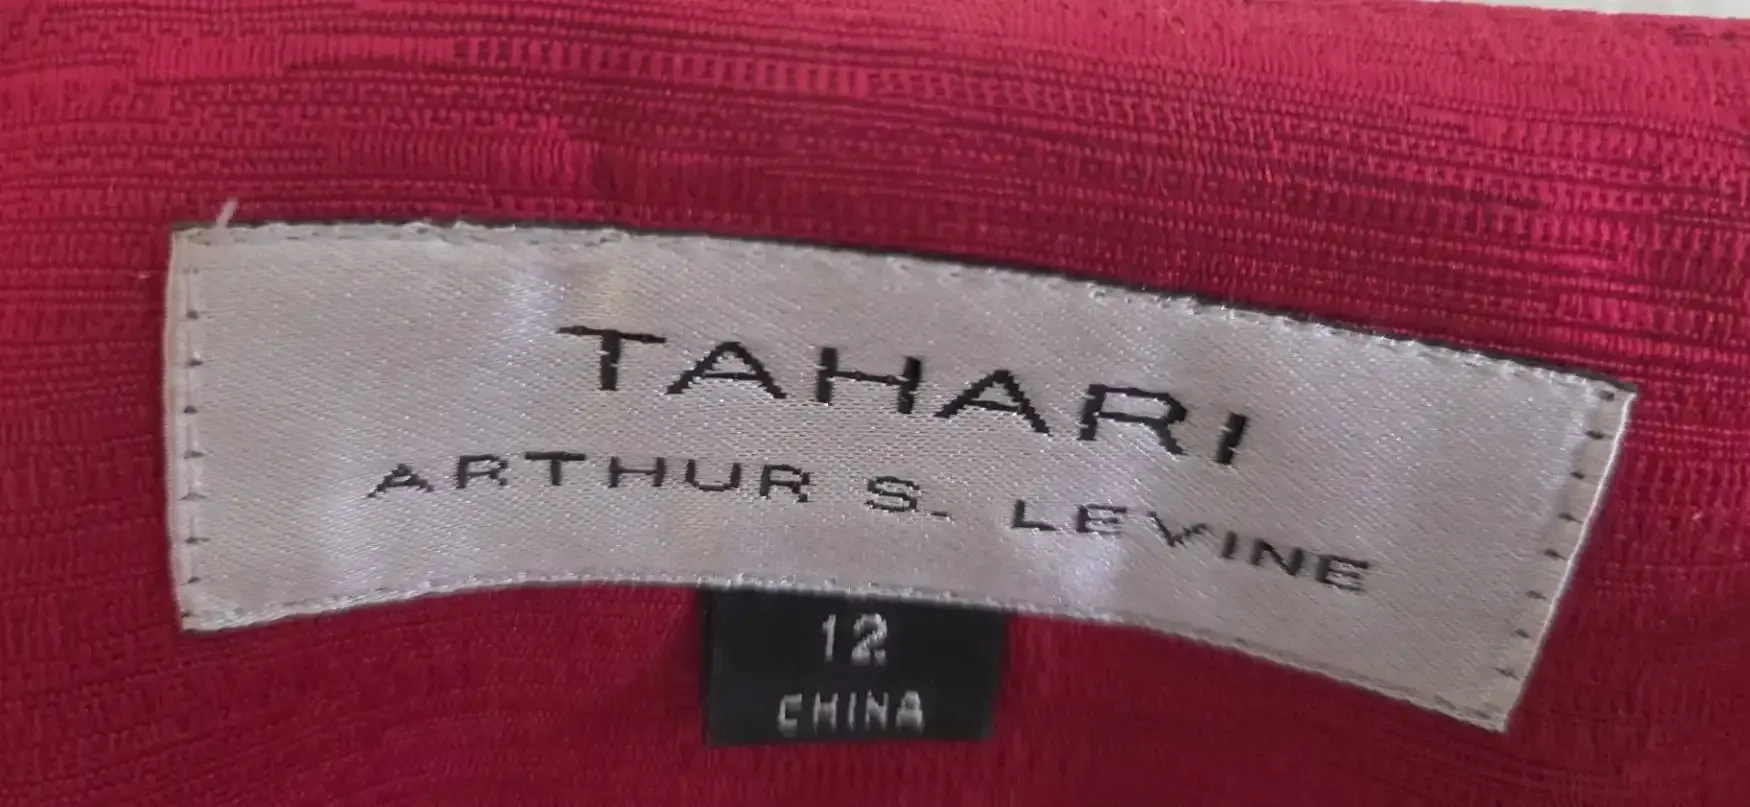 TAHARI
ARTHUR S. LEVINE
12
CHINA